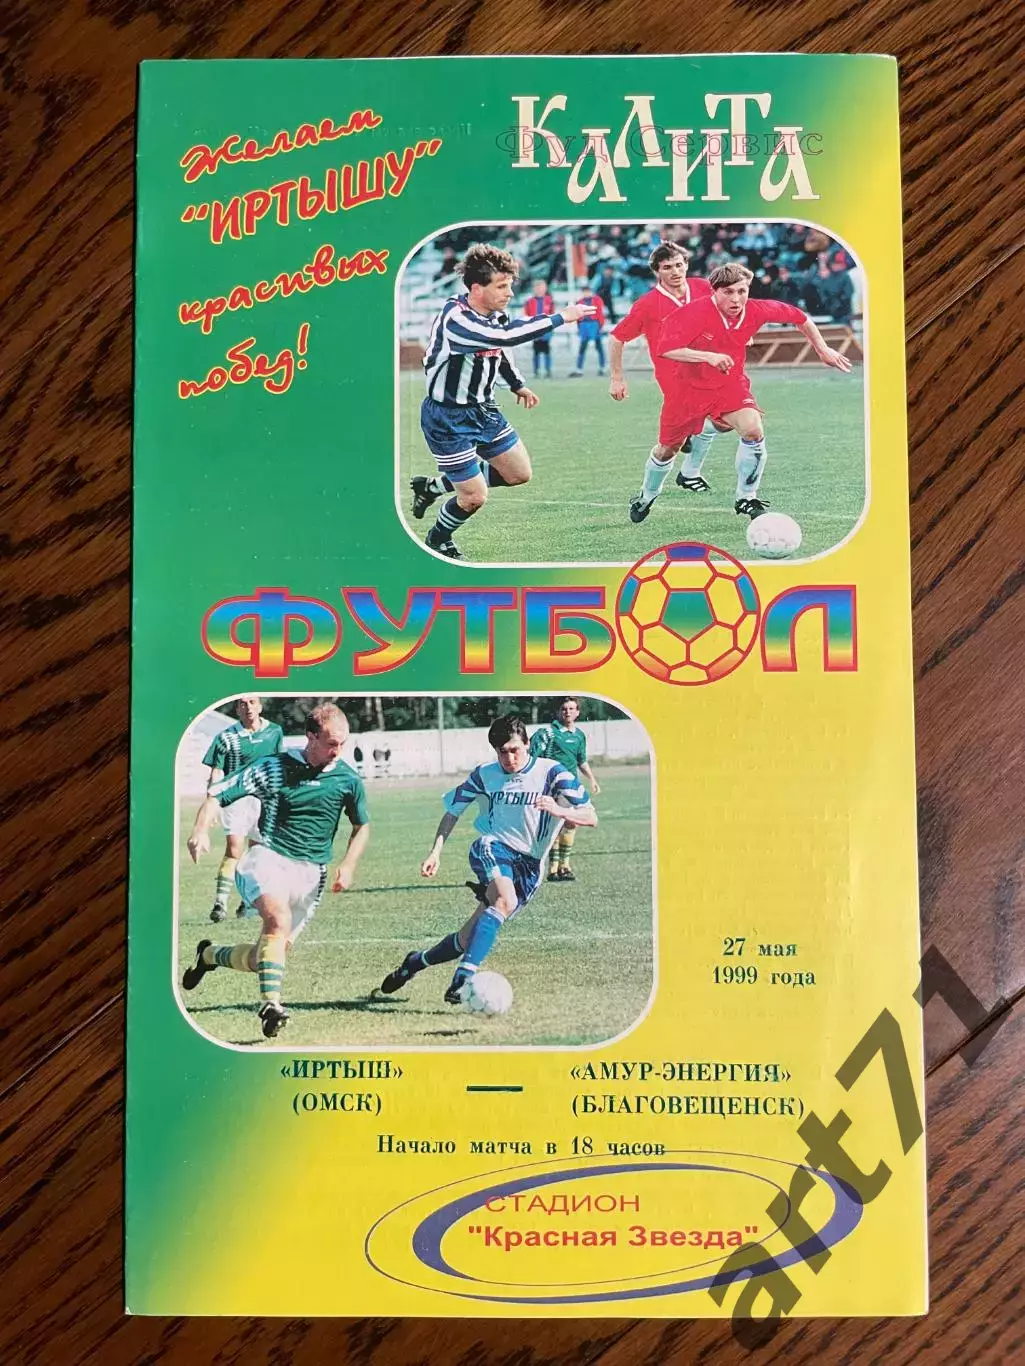 Желаем
"ИРТЫШУ"
красивых
побед!
КАЛИТА
Фуд Сервис
ФУТБОЛ
ИРТЫШ
27 мая
1999 года
«ИРТЫШ» — «АМУР-ЭНЕРГИЯ»
(ОМСК) (БЛАГОВЕЩЕНСК)
Начало матча в 18 часов
СТАДИОН
"Красная Звезда"
art71